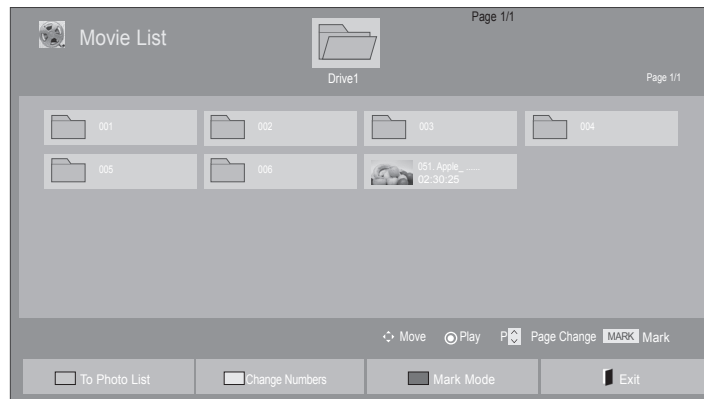 Page 1/1
Movie List
Drive1
Page 1/1
001
002
003
004
005
006
051. Apple_ ......
02:30:25
Move
Play
P
Page Change
MARK
Mark
To Photo List
Change Numbers
Mark Mode
Exit